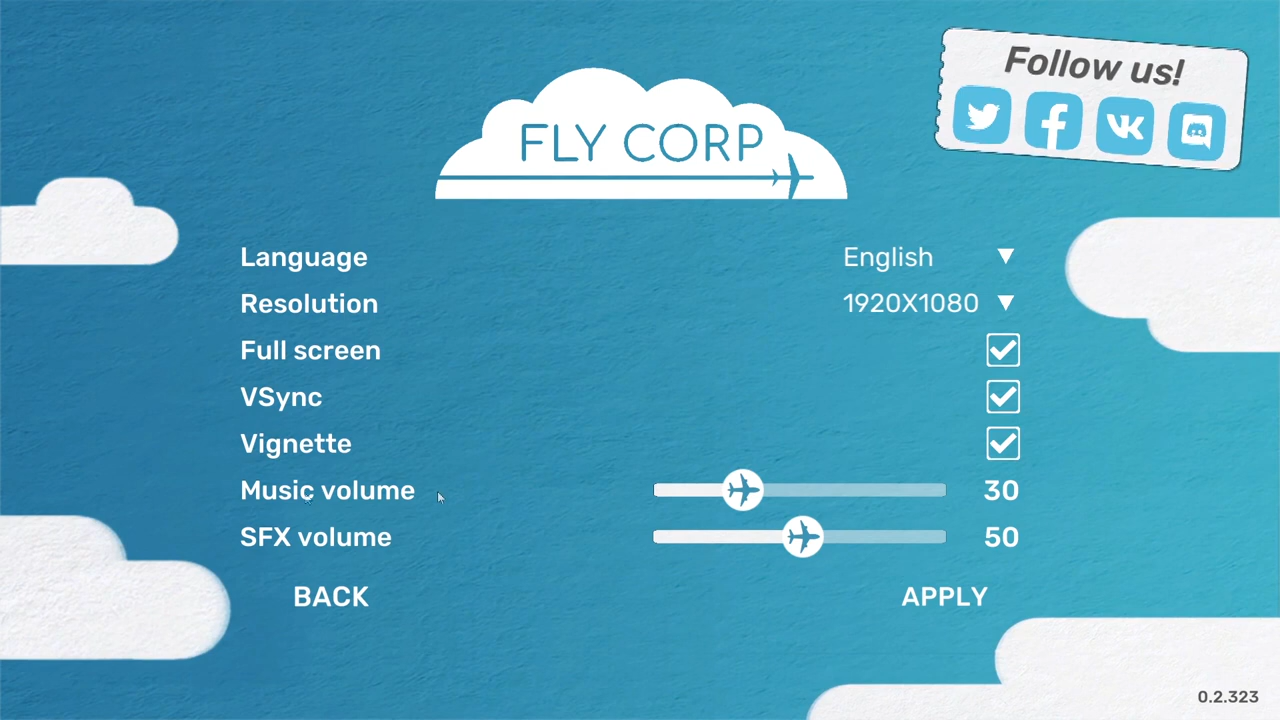 Follow us!
FLY CORP
Language English
Resolution 1920X1080
Full screen
VSync
Vignette
Music volume 30
SFX volume 50
BACK APPLY
0.2.323